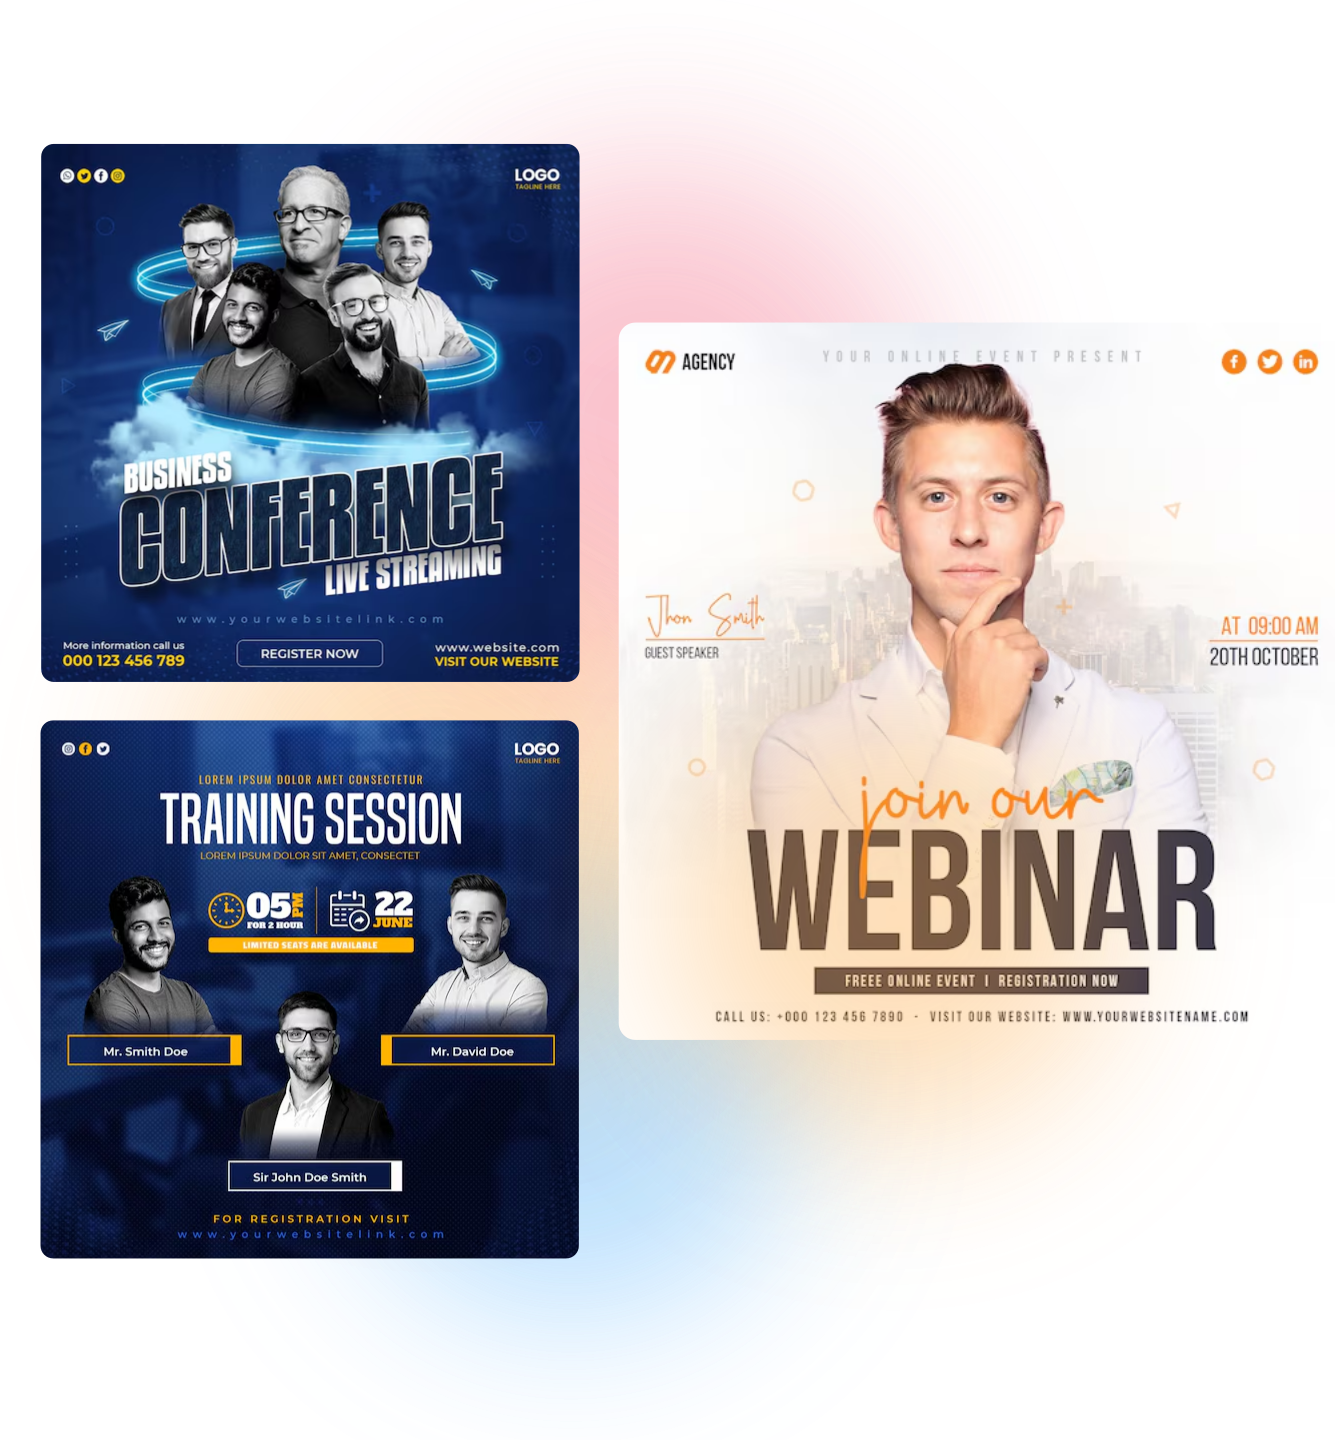 LOGO
TAGLINE HERE
BUSINESS
CONFERENCE
LIVE STREAMING
www.yourwebsitelink.com
More information call us
000 123 456 789
REGISTER NOW
www.website.com
VISIT OUR WEBSITE
LOGO
TAGLINE HERE
LOREM IPSUM DOLOR AMET CONSECTETUR
TRAINING SESSION
LOREM IPSUM DOLOR SIT AMET, CONSECTET
05 PM
FOR 2 HOUR
22
JUNE
LIMITED SEATS ARE AVAILABLE
Mr. Smith Doe
Mr. David Doe
Sir John Doe Smith
FOR REGISTRATION VISIT
www.yourwebsitelink.com
AGENCY
YOUR ONLINE EVENT PRESENT
Jhon Smith
GUEST SPEAKER
AT 09:00 AM
20TH OCTOBER
join our
WEBINAR
FREEE ONLINE EVENT | REGISTRATION NOW
CALL US: +000 123 456 7890 - VISIT OUR WEBSITE: WWW.YOURWEBSITENAME.COM